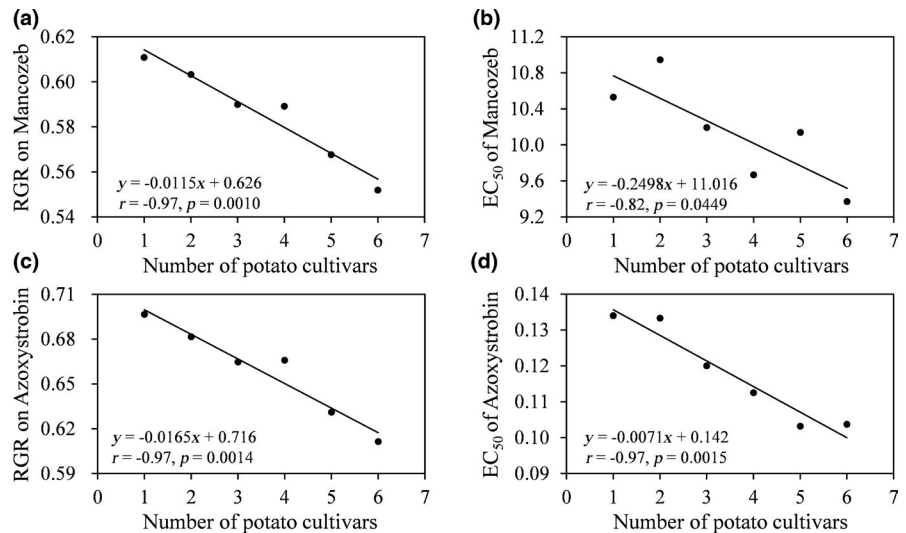 (a)
RGR on Mancozeb
0.62
0.60
0.58
0.56
0.54
y = -0.0115x + 0.626
r = -0.97, p = 0.0010
0 1 2 3 4 5 6 7
Number of potato cultivars
(b)
EC50 of Mancozeb
11.2
10.8
10.4
10.0
9.6
9.2
y = -0.2498x + 11.016
r = -0.82, p = 0.0449
0 1 2 3 4 5 6 7
Number of potato cultivars
(c)
RGR on Azoxystrobin
0.71
0.68
0.65
0.62
0.59
y = -0.0165x + 0.716
r = -0.97, p = 0.0014
0 1 2 3 4 5 6 7
Number of potato cultivars
(d)
EC50 of Azoxystrobin
0.14
0.13
0.12
0.10
0.09
y = -0.0071x + 0.142
r = -0.97, p = 0.0015
0 1 2 3 4 5 6 7
Number of potato cultivars